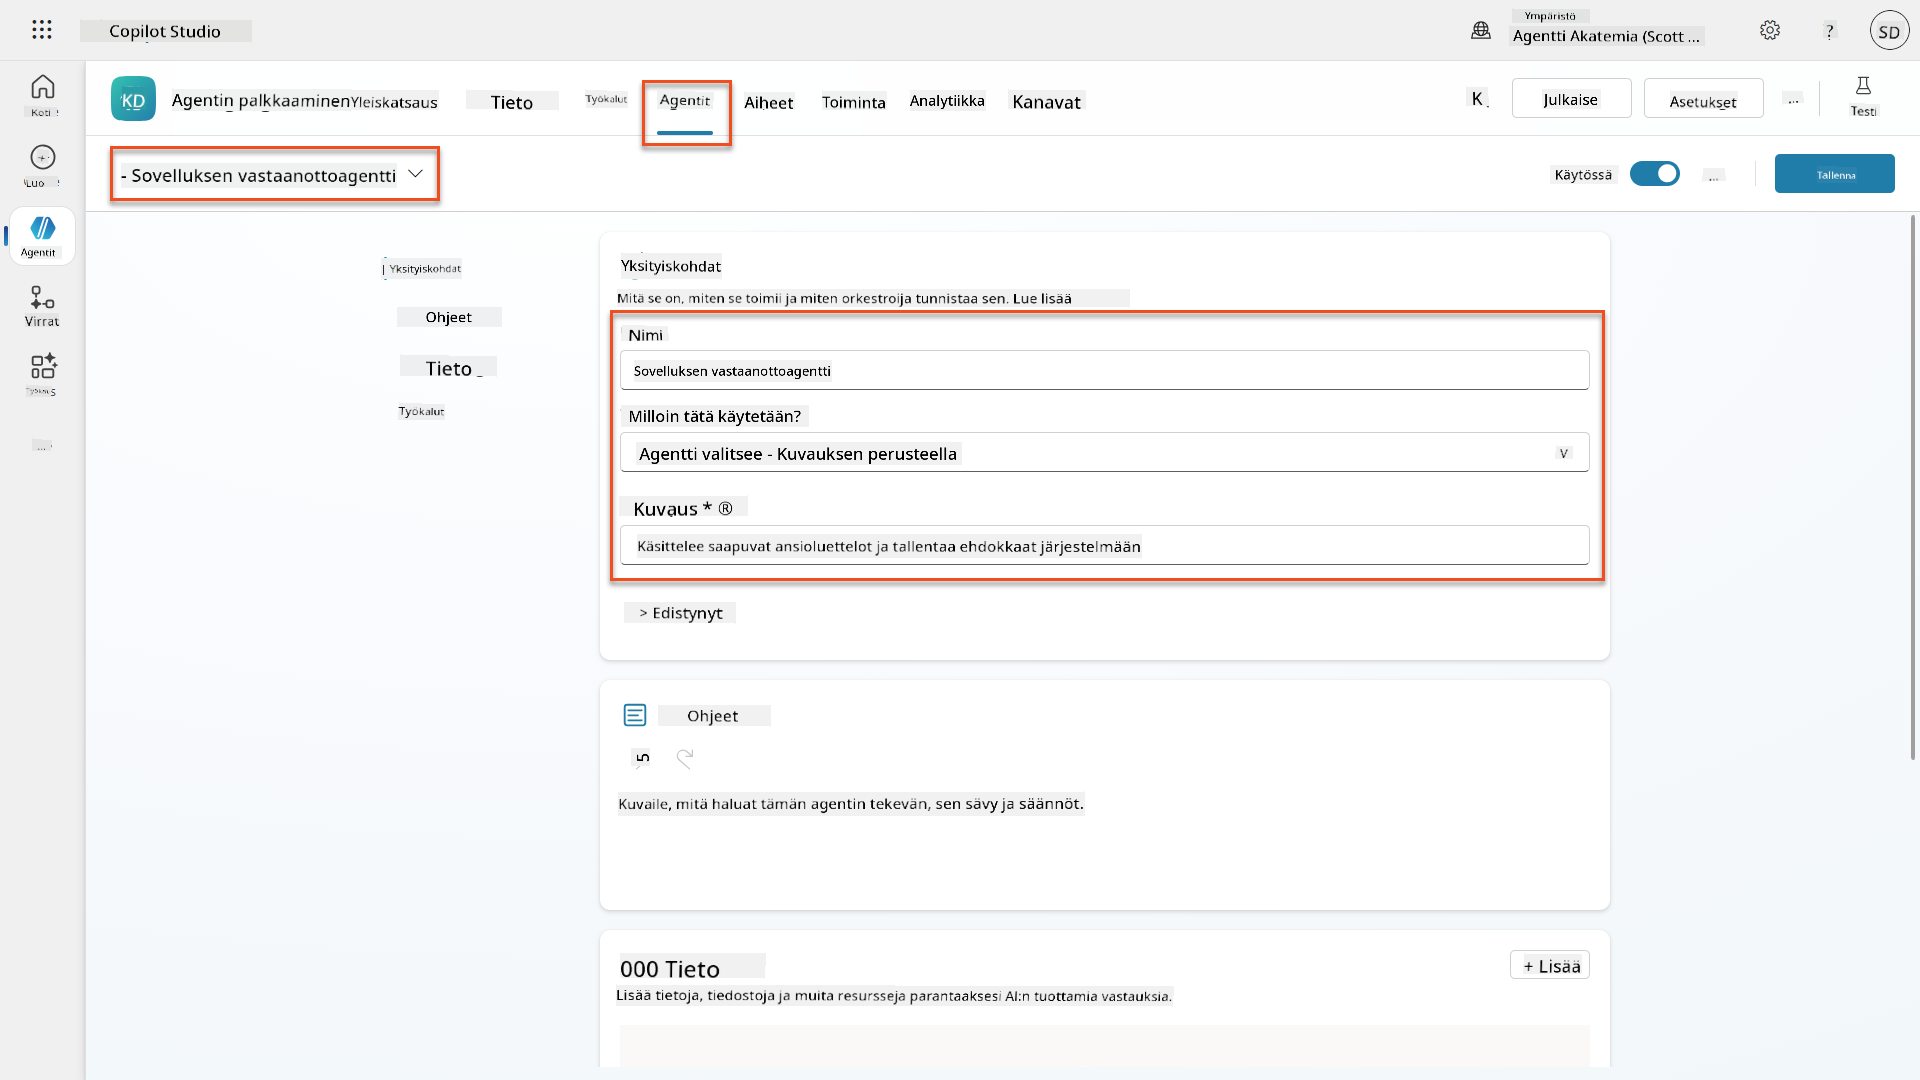 Copilot Studio
Ympäristö
Agentti Akatemia (Scott ...
?
SD
Koti
Luo
Agentit
Virrat
...
KD
Agentin palkkaaminen
Yleiskatsaus
Tieto
Työkalut
Agentit
Aiheet
Toiminta
Analytiikka
Kanavat
K
Julkaise
Asetukset
...
Testi
- Sovelluksen vastaanottoagentti
Käytössä
...
Tallenna
Yksityiskohdat
Ohjeet
Tieto
Työkalut
Yksityiskohdat
Mitä se on, miten se toimii ja miten orkestroija tunnistaa sen. Lue lisää
Nimi
Sovelluksen vastaanottoagentti
Milloin tätä käytetään?
Agentti valitsee - Kuvauksen perusteella
V
Kuvaus * ®
Käsittelee saapuvat ansioluettelot ja tallentaa ehdokkaat järjestelmään
> Edistynyt
Ohjeet
5
Kuvaile, mitä haluat tämän agentin tekevän, sen sävy ja säännöt.
000 Tieto
+ Lisää
Lisää tietoja, tiedostoja ja muita resursseja parantaaksesi AI:n tuottamia vastauksia.